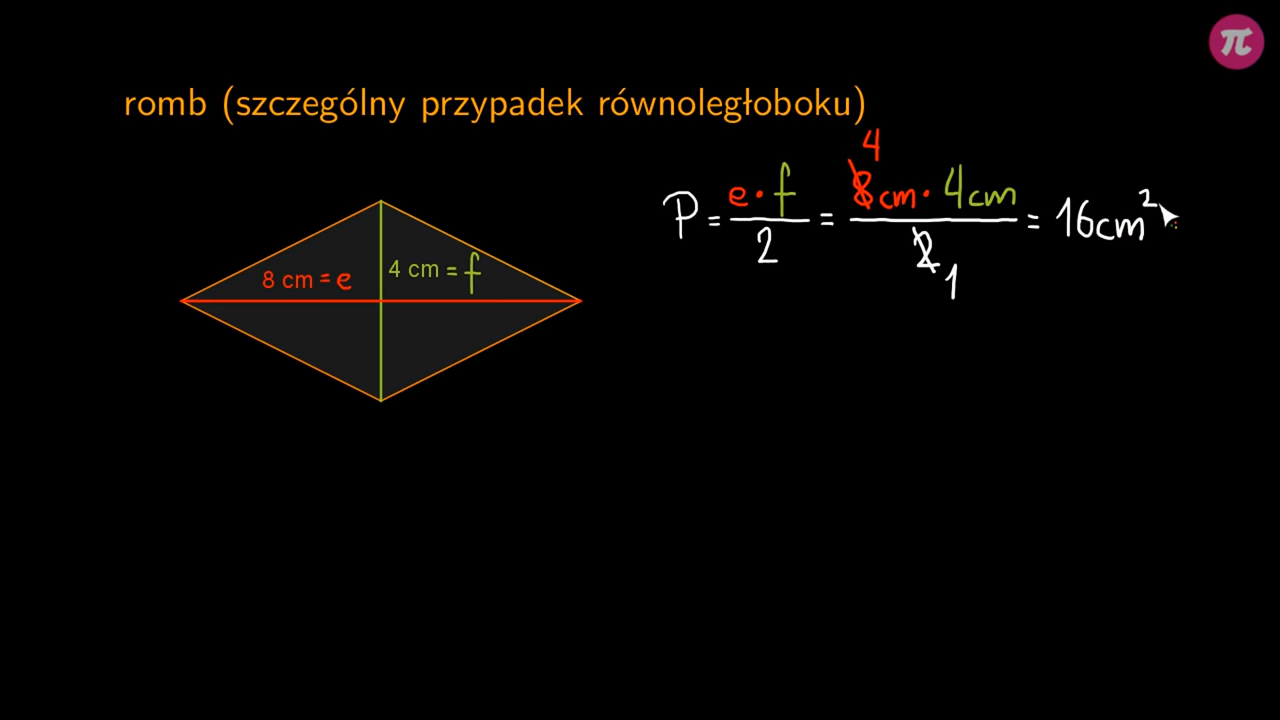 π
romb (szczególny przypadek równoległoboku)
P = e · f / 2 = 8cm · 4cm / 2 = 16cm²
4
1
8 cm = e
4 cm = f